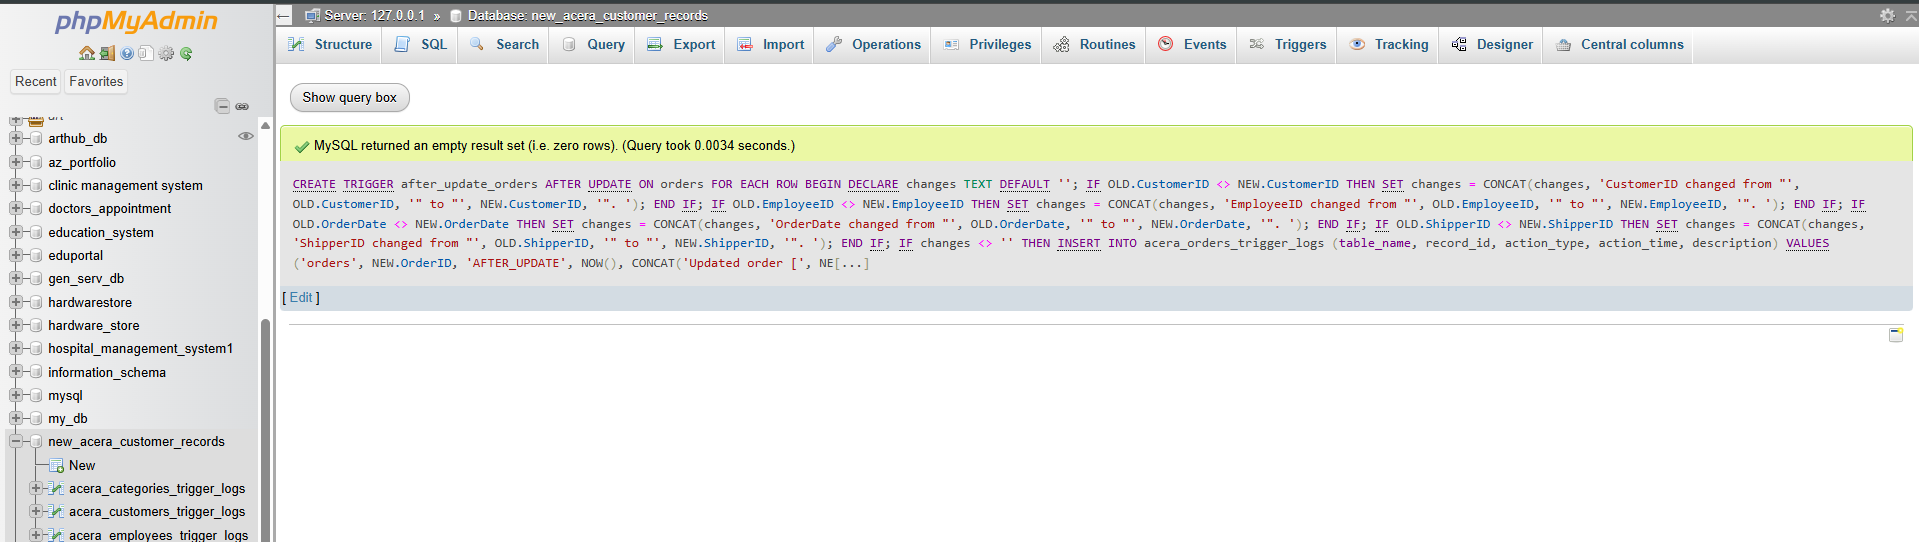 phpMyAdmin
Recent Favorites
art
arthub_db
az_portfolio
clinic management system
doctors_appointment
education_system
eduportal
gen_serv_db
hardwarestore
hardware_store
hospital_management_system1
information_schema
mysql
my_db
new_acera_customer_records
New
acera_categories_trigger_logs
acera_customers_trigger_logs
acera_employees_trigger_logs
Server: 127.0.0.1 » Database: new_acera_customer_records
Structure SQL Search Query Export Import Operations Privileges Routines Events Triggers Tracking Designer Central columns
Show query box
MySQL returned an empty result set (i.e. zero rows). (Query took 0.0034 seconds.)
CREATE TRIGGER after_update_orders AFTER UPDATE ON orders FOR EACH ROW BEGIN DECLARE changes TEXT DEFAULT ''; IF OLD.CustomerID <> NEW.CustomerID THEN SET changes = CONCAT(changes, 'CustomerID changed from "',
OLD.CustomerID, '" to "', NEW.CustomerID, '". '); END IF; IF OLD.EmployeeID <> NEW.EmployeeID THEN SET changes = CONCAT(changes, 'EmployeeID changed from "', OLD.EmployeeID, '" to "', NEW.EmployeeID, '". '); END IF; IF
OLD.OrderDate <> NEW.OrderDate THEN SET changes = CONCAT(changes, 'OrderDate changed from "', OLD.OrderDate, '" to "', NEW.OrderDate, '". '); END IF; IF OLD.ShipperID <> NEW.ShipperID THEN SET changes = CONCAT(changes,
'ShipperID changed from "', OLD.ShipperID, '" to "', NEW.ShipperID, '". '); END IF; IF changes <> '' THEN INSERT INTO acera_orders_trigger_logs (table_name, record_id, action_type, action_time, description) VALUES
('orders', NEW.OrderID, 'AFTER_UPDATE', NOW(), CONCAT('Updated order [', NE[...]
[ Edit ]